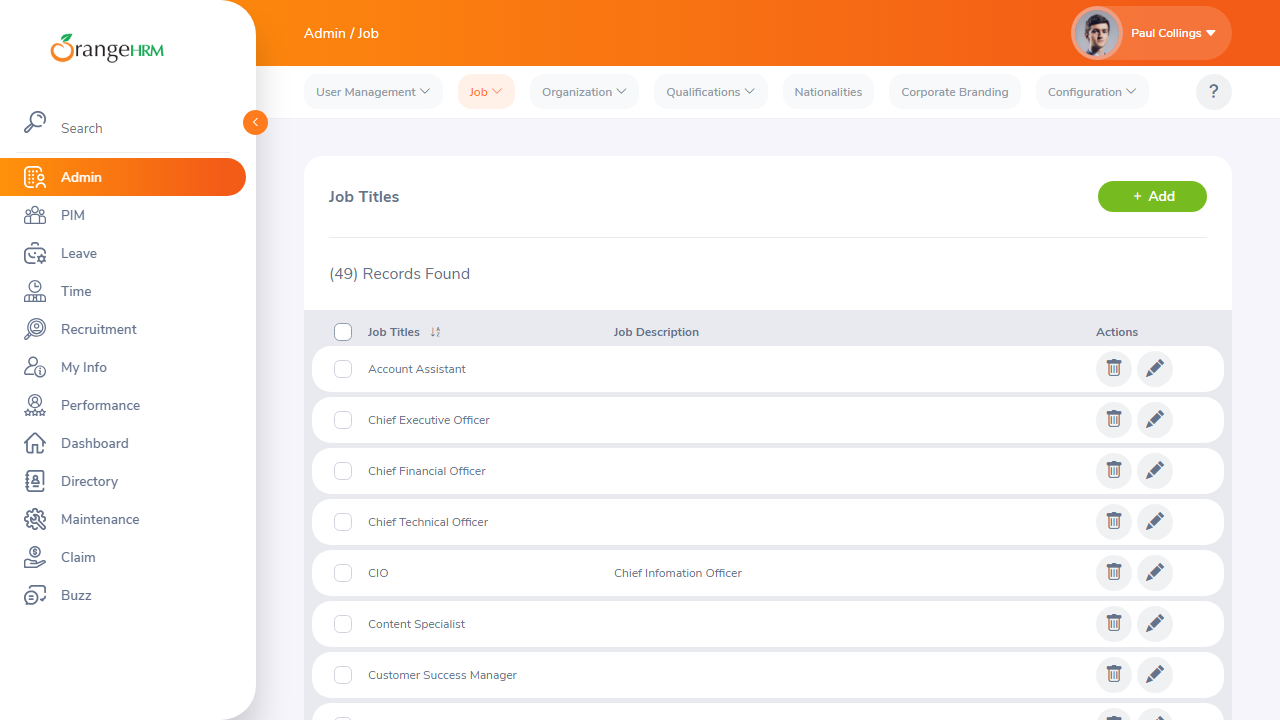 OrangeHRM
Search
Admin
PIM
Leave
Time
Recruitment
My Info
Performance
Dashboard
Directory
Maintenance
Claim
Buzz
Admin / Job
Paul Collings
User Management
Job
Organization
Qualifications
Nationalities
Corporate Branding
Configuration
?
Job Titles
+ Add
(49) Records Found
Job Titles Job Description Actions
Account Assistant
Chief Executive Officer
Chief Financial Officer
Chief Technical Officer
CIO Chief Infomation Officer
Content Specialist
Customer Success Manager